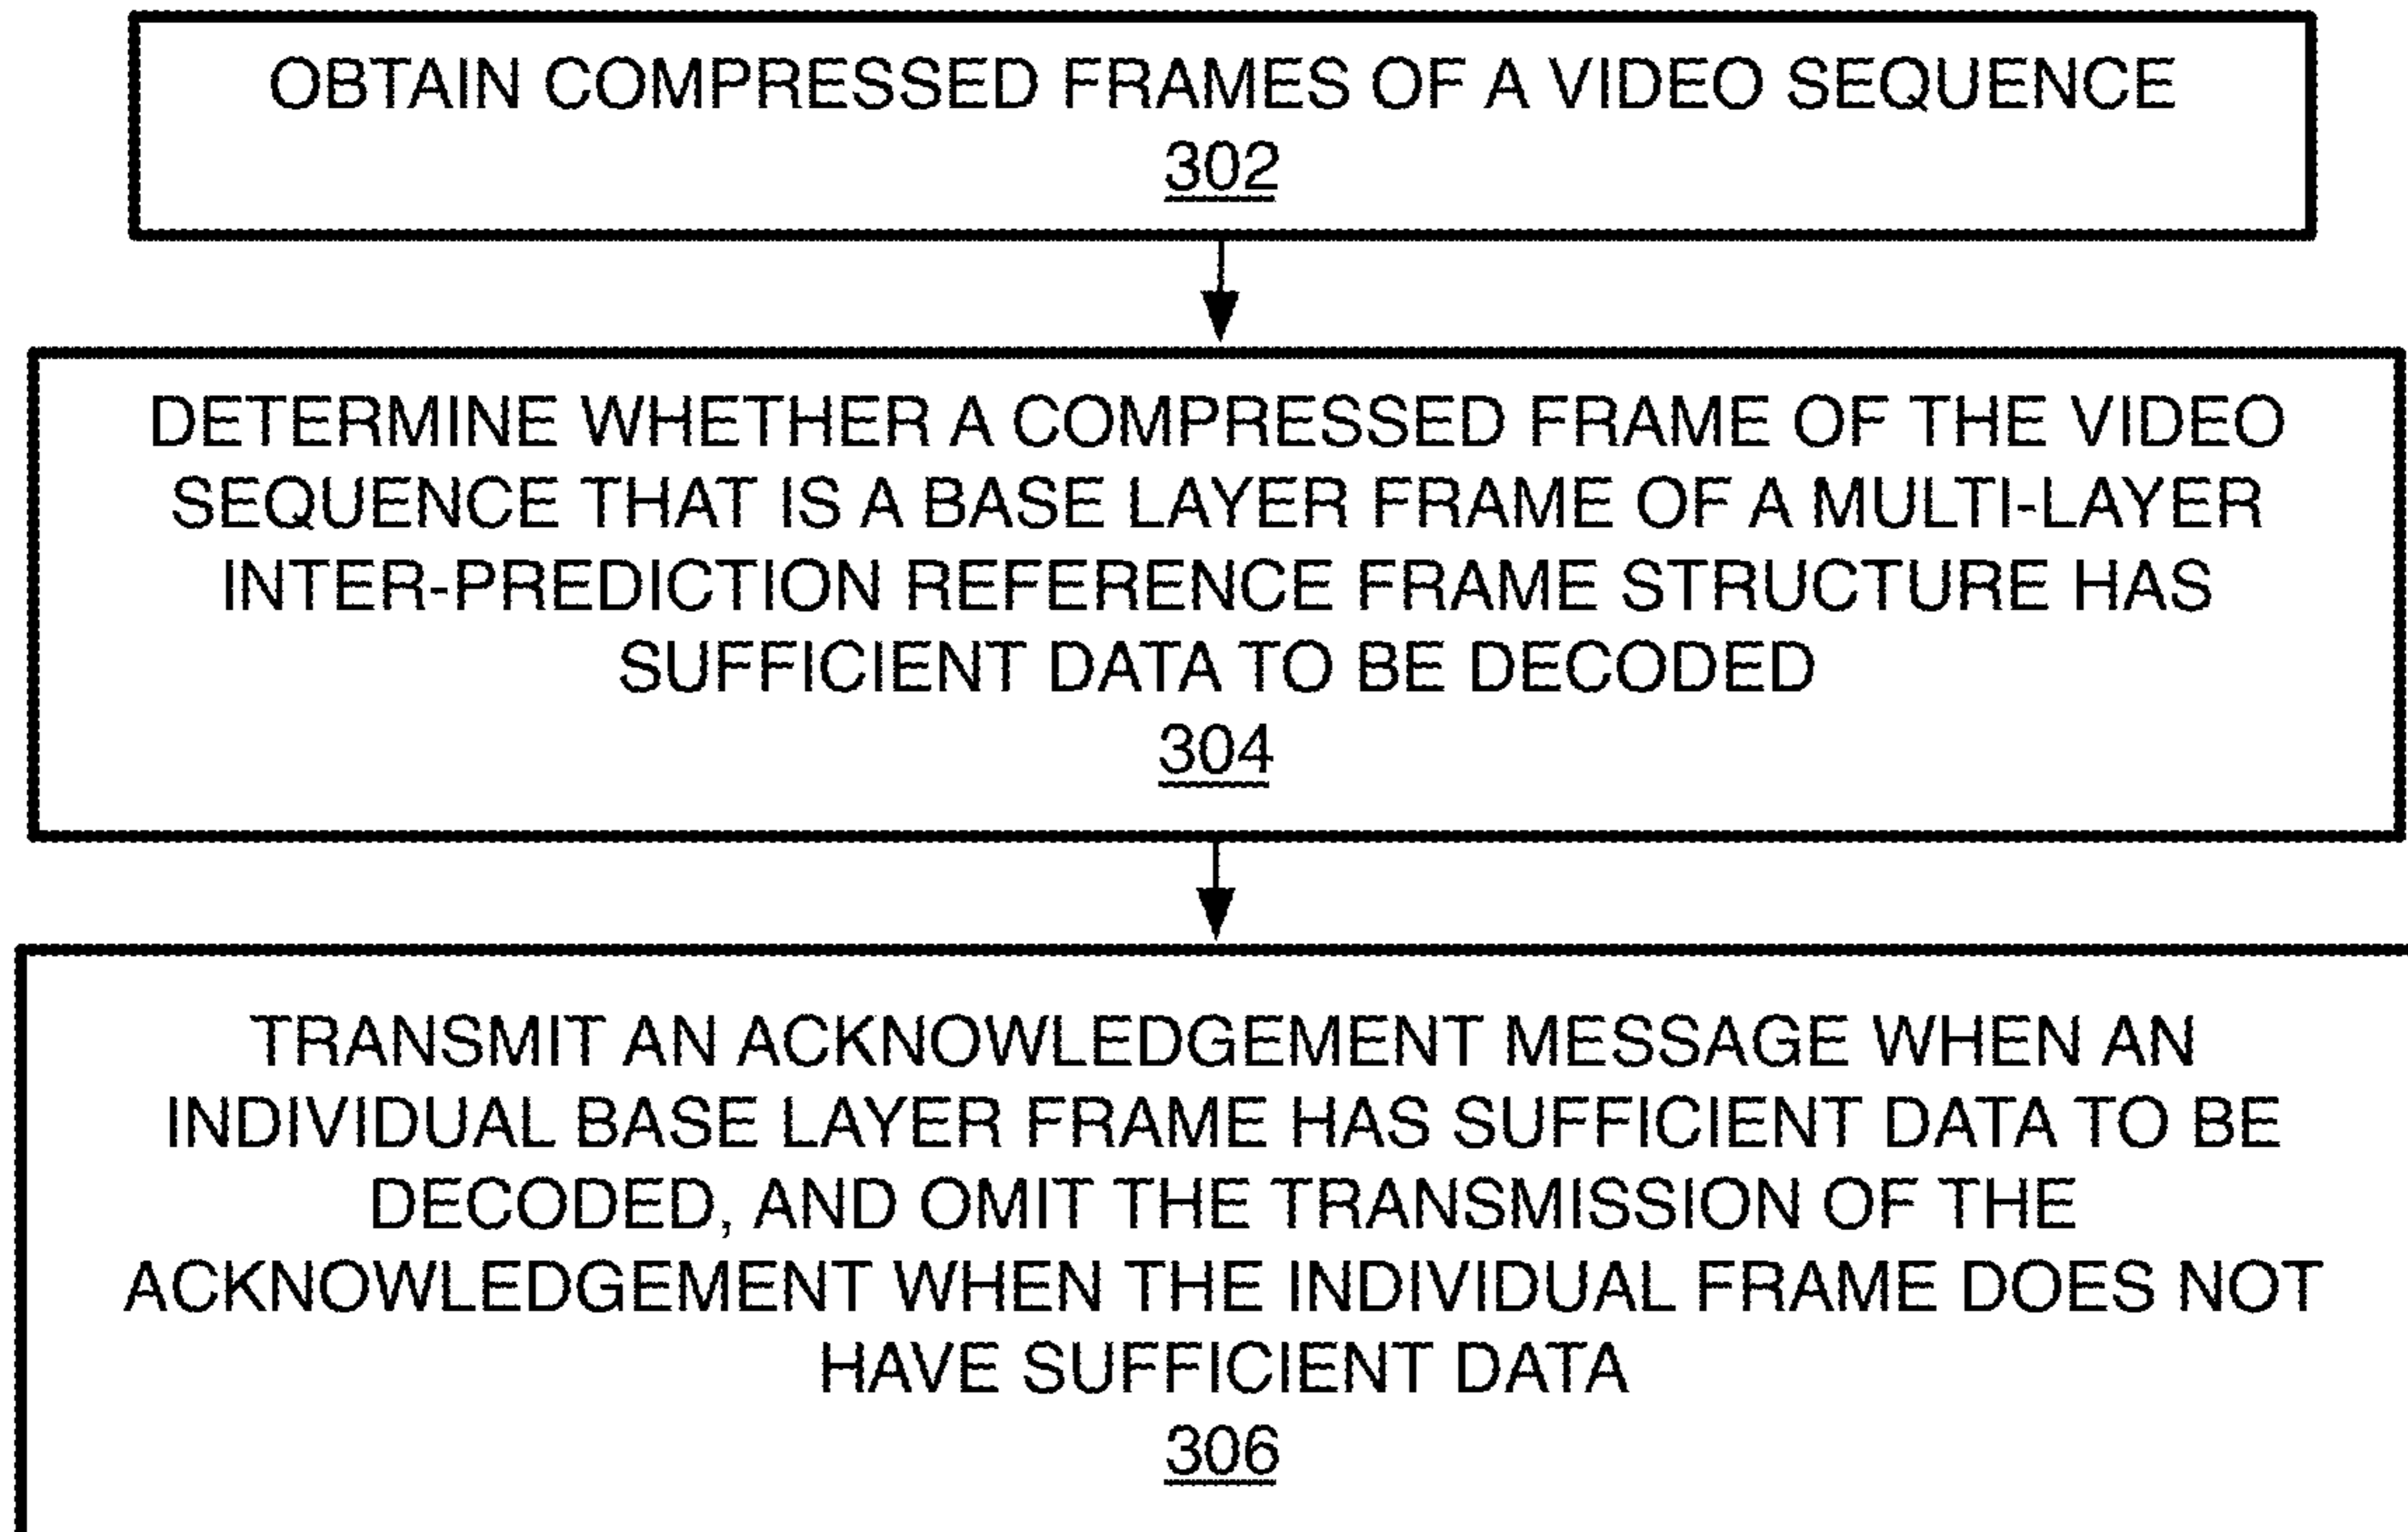 OBTAIN COMPRESSED FRAMES OF A VIDEO SEQUENCE
302
DETERMINE WHETHER A COMPRESSED FRAME OF THE VIDEO
SEQUENCE THAT IS A BASE LAYER FRAME OF A MULTI-LAYER
INTER-PREDICTION REFERENCE FRAME STRUCTURE HAS
SUFFICIENT DATA TO BE DECODED
304
TRANSMIT AN ACKNOWLEDGEMENT MESSAGE WHEN AN
INDIVIDUAL BASE LAYER FRAME HAS SUFFICIENT DATA TO BE
DECODED, AND OMIT THE TRANSMISSION OF THE
ACKNOWLEDGEMENT WHEN THE INDIVIDUAL FRAME DOES NOT
HAVE SUFFICIENT DATA
306